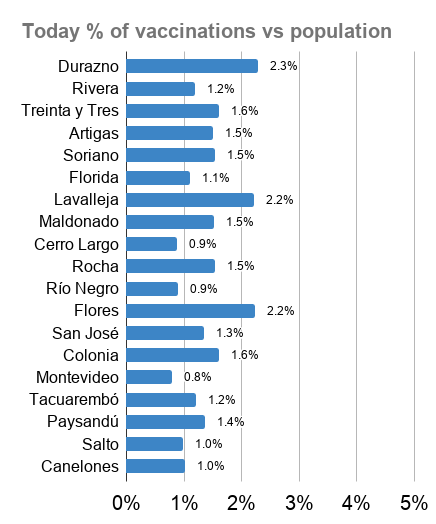 Today % of vaccinations vs population
Durazno 2.3%
Rivera 1.2%
Treinta y Tres 1.6%
Artigas 1.5%
Soriano 1.5%
Florida 1.1%
Lavalleja 2.2%
Maldonado 1.5%
Cerro Largo 0.9%
Rocha 1.5%
Río Negro 0.9%
Flores 2.2%
San José 1.3%
Colonia 1.6%
Montevideo 0.8%
Tacuarembó 1.2%
Paysandú 1.4%
Salto 1.0%
Canelones 1.0%
0% 1% 2% 3% 4% 5%